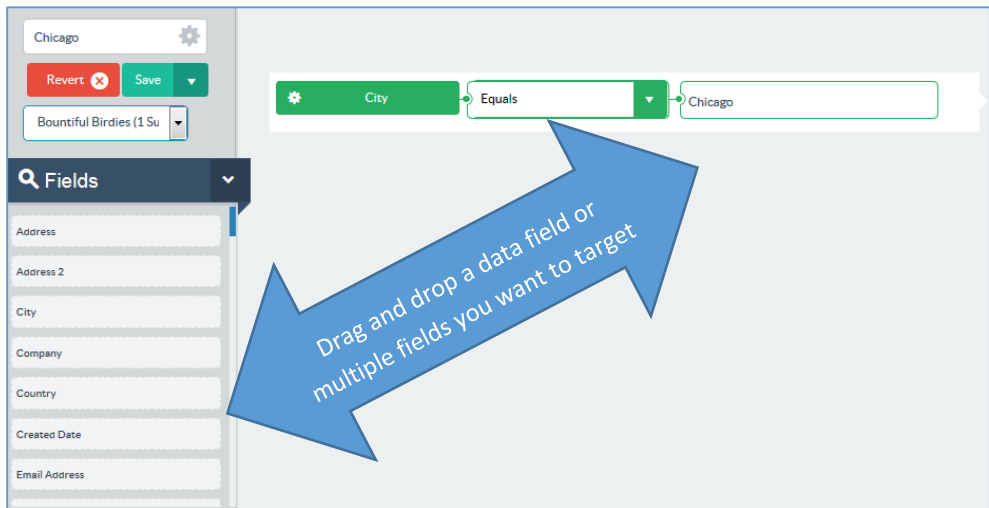 Chicago
Revert Save
Bountiful Birdies (1 Su
City Equals Chicago
Fields
Address
Address 2
City
Company
Country
Created Date
Email Address
Drag and drop a data field or
multiple fields you want to target